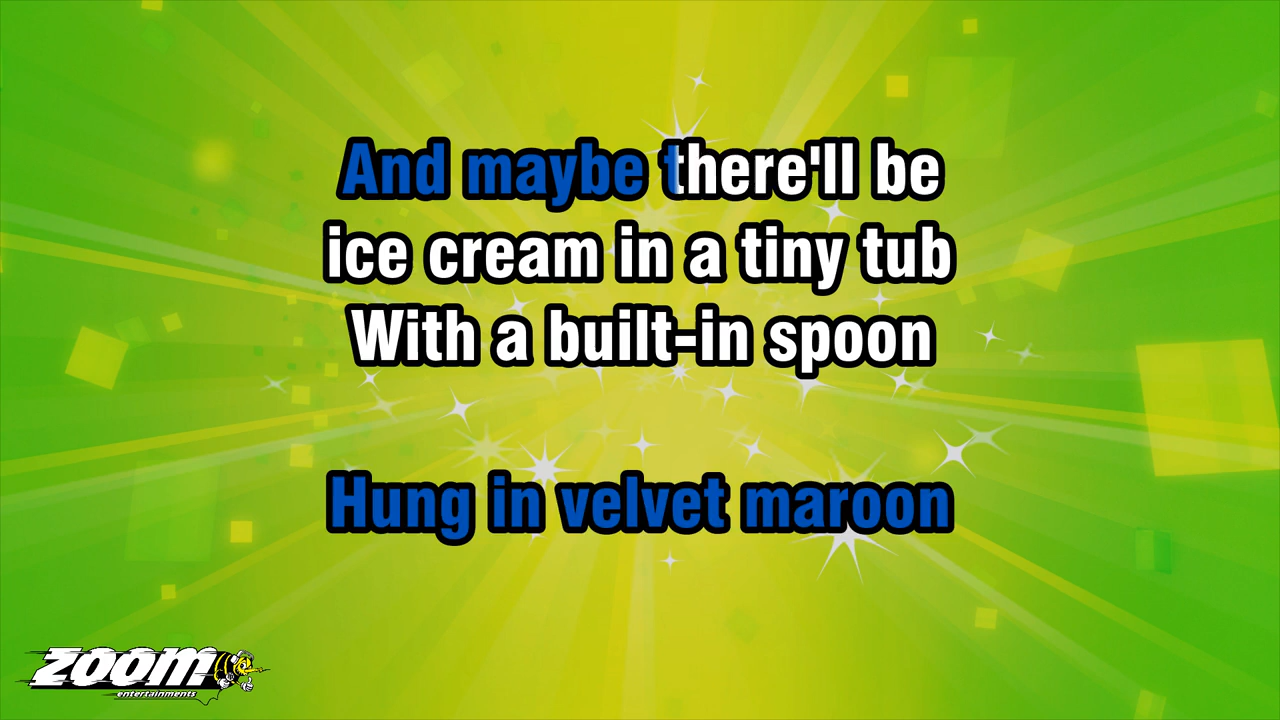 And maybe there'll be
ice cream in a tiny tub
With a built-in spoon
Hung in velvet maroon
zoom
entertainments